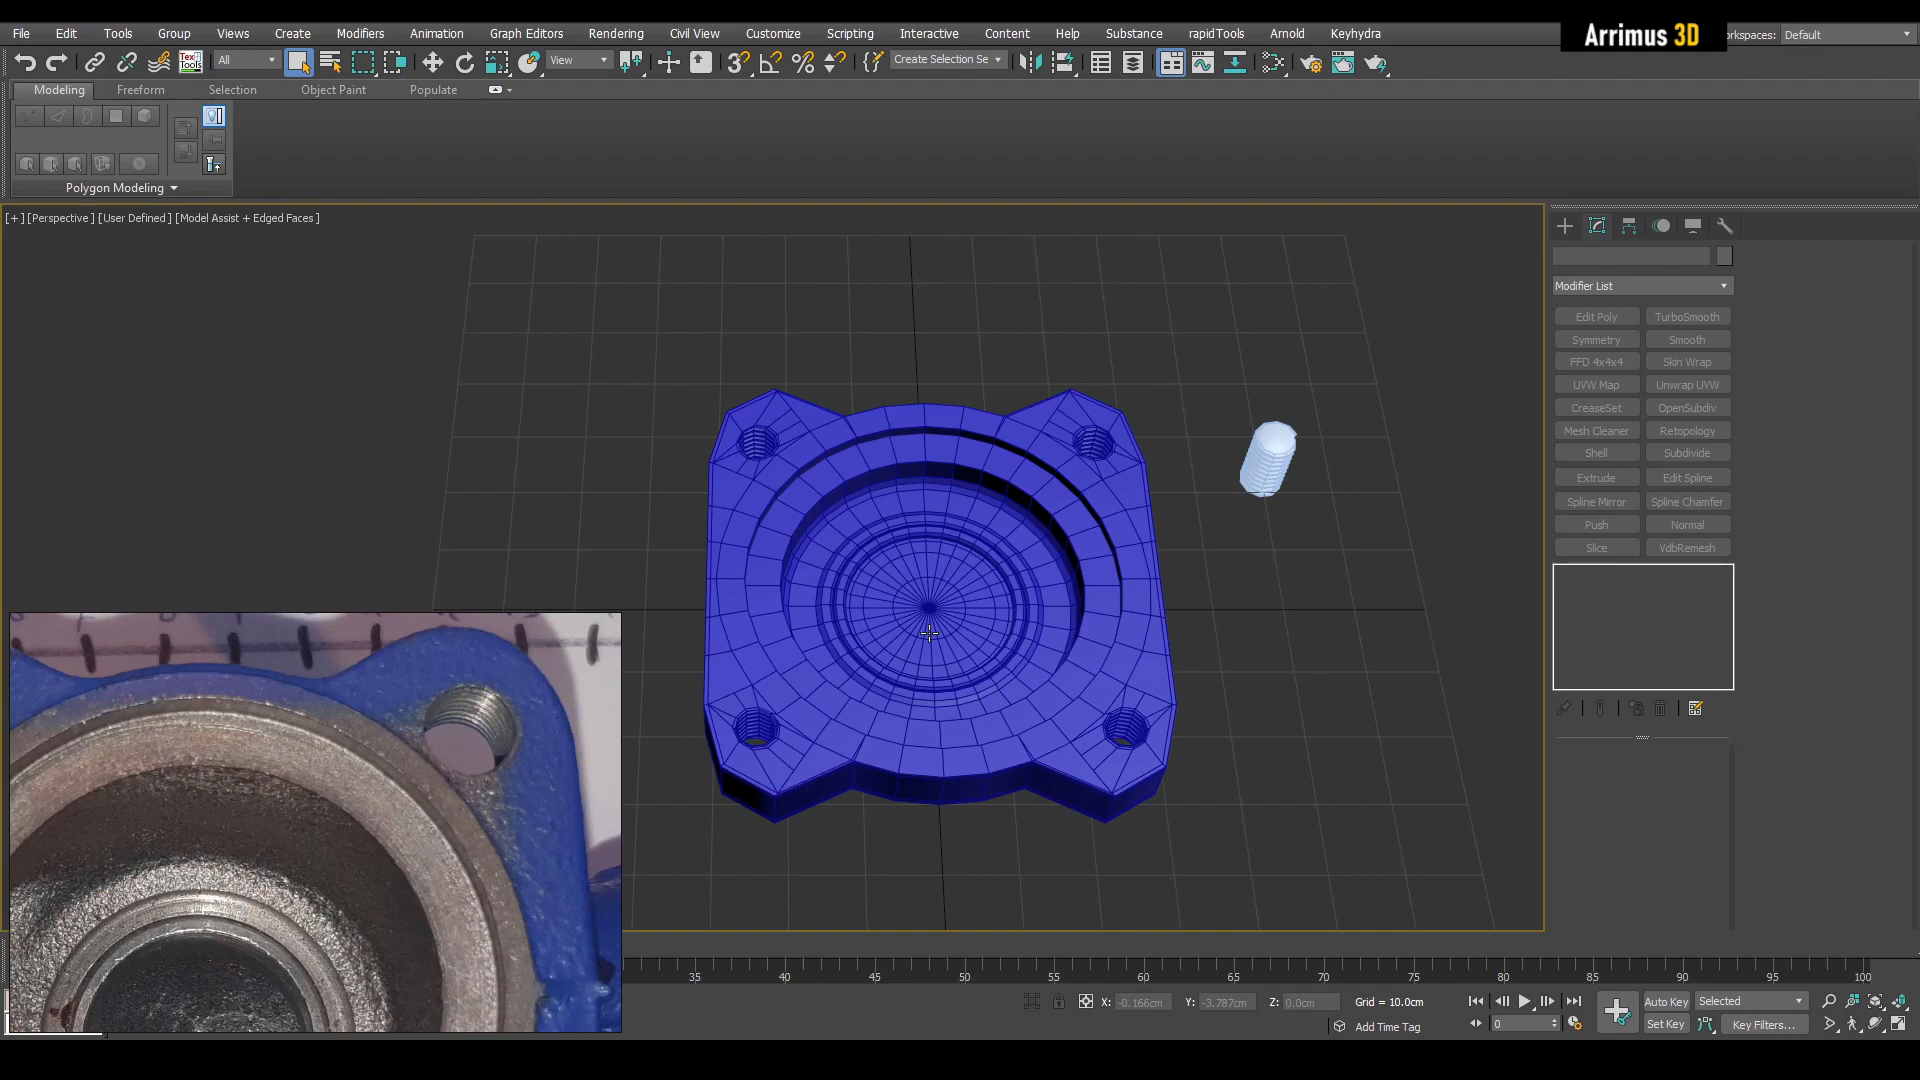 File Edit Tools Group Views Create Modifiers Animation Graph Editors Rendering Civil View Customize Scripting Interactive Content Help Substance rapidTools Arnold Keyhydra
Arrimus 3D
orkspaces: Default
Tex Tools All View Create Selection Se
Modeling Freeform Selection Object Paint Populate
Polygon Modeling
[+] [Perspective ] [User Defined ] [Model Assist + Edged Faces ]
Modifier List
Edit Poly TurboSmooth
Symmetry Smooth
FFD 4x4x4 Skin Wrap
UVW Map Unwrap UVW
CreaseSet OpenSubdiv
Mesh Cleaner Retopology
Shell Subdivide
Extrude Edit Spline
Spline Mirror Spline Chamfer
Push Normal
Slice VdbRemesh
35 40 45 50 55 60 65 70 75 80 85 90 95 100
X: -0.166cm Y: -3.787cm Z: 0.0cm Grid = 10.0cm Auto Key Selected
Add Time Tag 0 Set Key Key Filters...